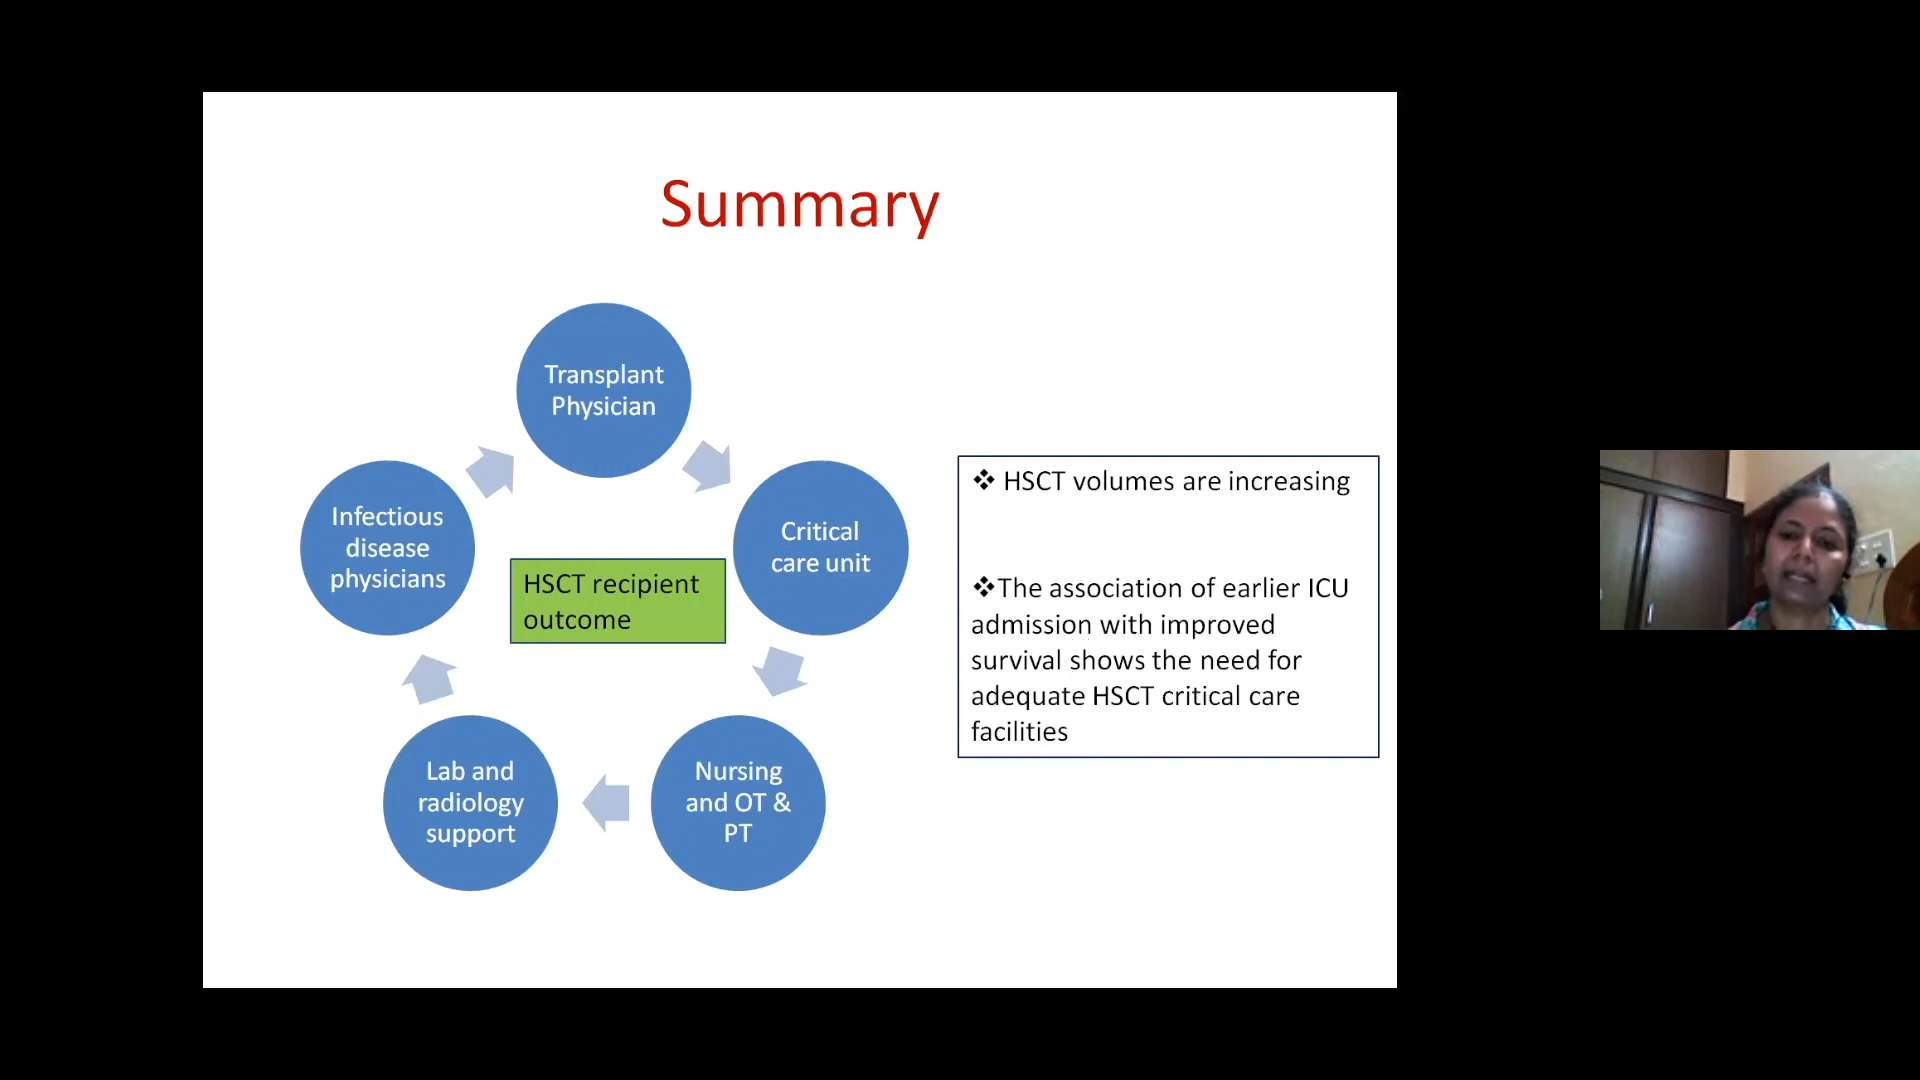 Summary
Transplant
Physician
Critical
care unit
Nursing
and OT &
PT
Lab and
radiology
support
Infectious
disease
physicians
HSCT recipient
outcome
❖ HSCT volumes are increasing
❖The association of earlier ICU
admission with improved
survival shows the need for
adequate HSCT critical care
facilities